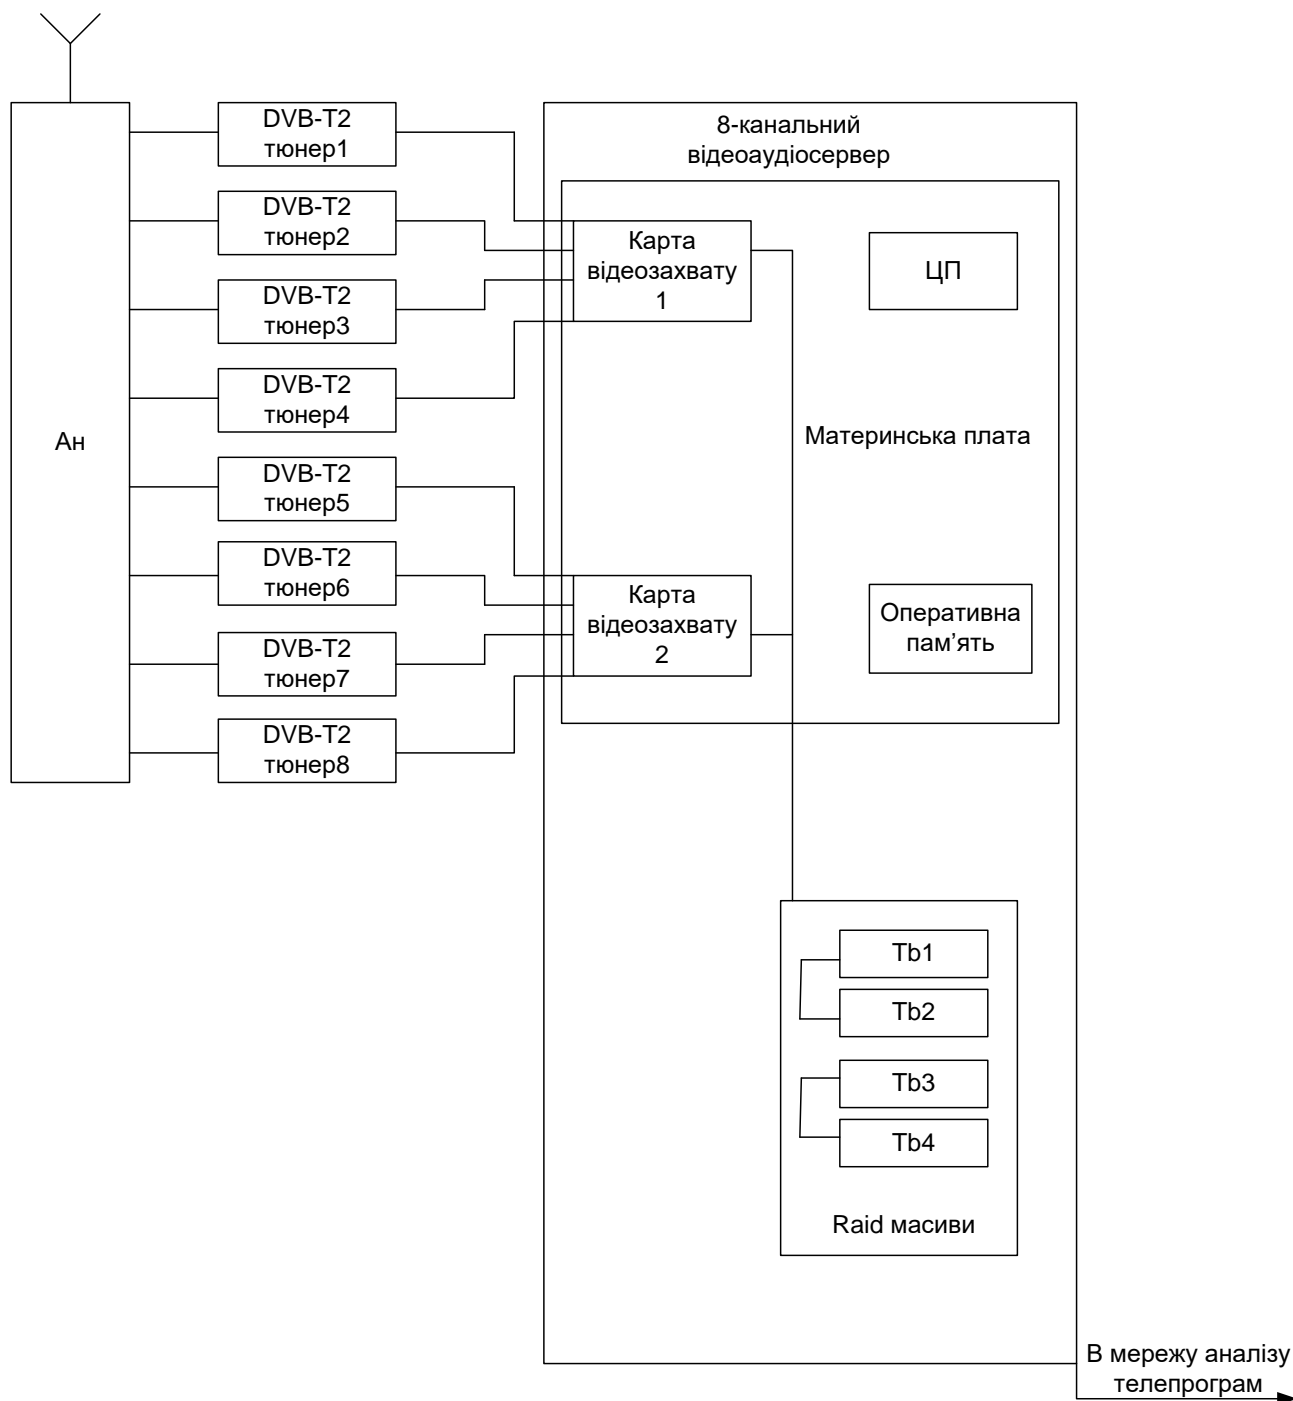 Ан
DVB-T2
тюнер1
DVB-T2
тюнер2
DVB-T2
тюнер3
DVB-T2
тюнер4
DVB-T2
тюнер5
DVB-T2
тюнер6
DVB-T2
тюнер7
DVB-T2
тюнер8
8-канальний
відеоаудіосервер
Карта
відеозахвату
1
ЦП
Материнська плата
Карта
відеозахвату
2
Оперативна
пам’ять
Tb1
Tb2
Tb3
Tb4
Raid масиви
В мережу аналізу
телепрограм